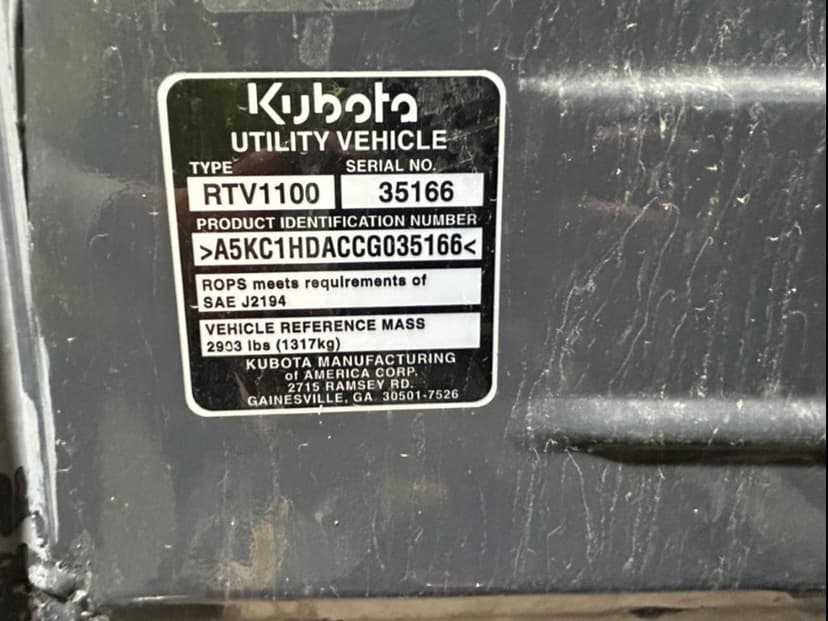 Kubota
UTILITY VEHICLE
TYPE SERIAL NO.
RTV1100 35166
PRODUCT IDENTIFICATION NUMBER
>A5KC1HDACCG035166<
ROPS meets requirements of
SAE J2194
VEHICLE REFERENCE MASS
2903 lbs (1317kg)
KUBOTA MANUFACTURING
of AMERICA CORP.
2715 RAMSEY RD.
GAINESVILLE, GA 30501-7526